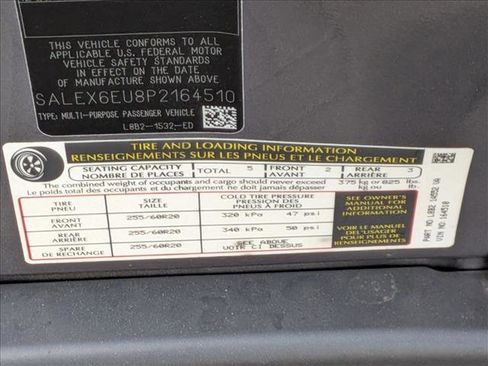 THIS VEHICLE CONFORMS TO ALL
APPLICABLE U.S. FEDERAL MOTOR
VEHICLE SAFETY STANDARDS
IN EFFECT ON THE DATE OF
MANUFACTURE SHOWN ABOVE
SALEX6EU8P2164510
TYPE: MULTI-PURPOSE PASSENGER VEHICLE
L8B2-1532-ED
TIRE AND LOADING INFORMATION
RENSEIGNEMENTS SUR LES PNEUS ET LE CHARGEMENT
SEATING CAPACITY TOTAL 5 FRONT 2 REAR 3
NOMBRE DE PLACES AVANT ARRIÈRE
The combined weight of occupants and cargo should never exceed 375 kg or 825 lbs.
Le poids total des occupants et du chargement ne doit jamais dépasser kg ou lb.
TIRE SIZE COLD TIRE PRESSURE
PNEU TAILLE PRESSION DES PNEUS À FROID
FRONT 255/60R20 320 kPa 47 psi
AVANT
REAR 255/60R20 340 kPa 50 psi
ARRIÈRE
SPARE 255/60R20 SEE ABOVE
DE RECHANGE VOIR CI DESSUS
SEE OWNER'S
MANUAL FOR
ADDITIONAL
INFORMATION
VOIR LE MANUEL
DE L'USAGER
POUR PLUS DE
RENSEIGNEMENTS
VIN NO 164510